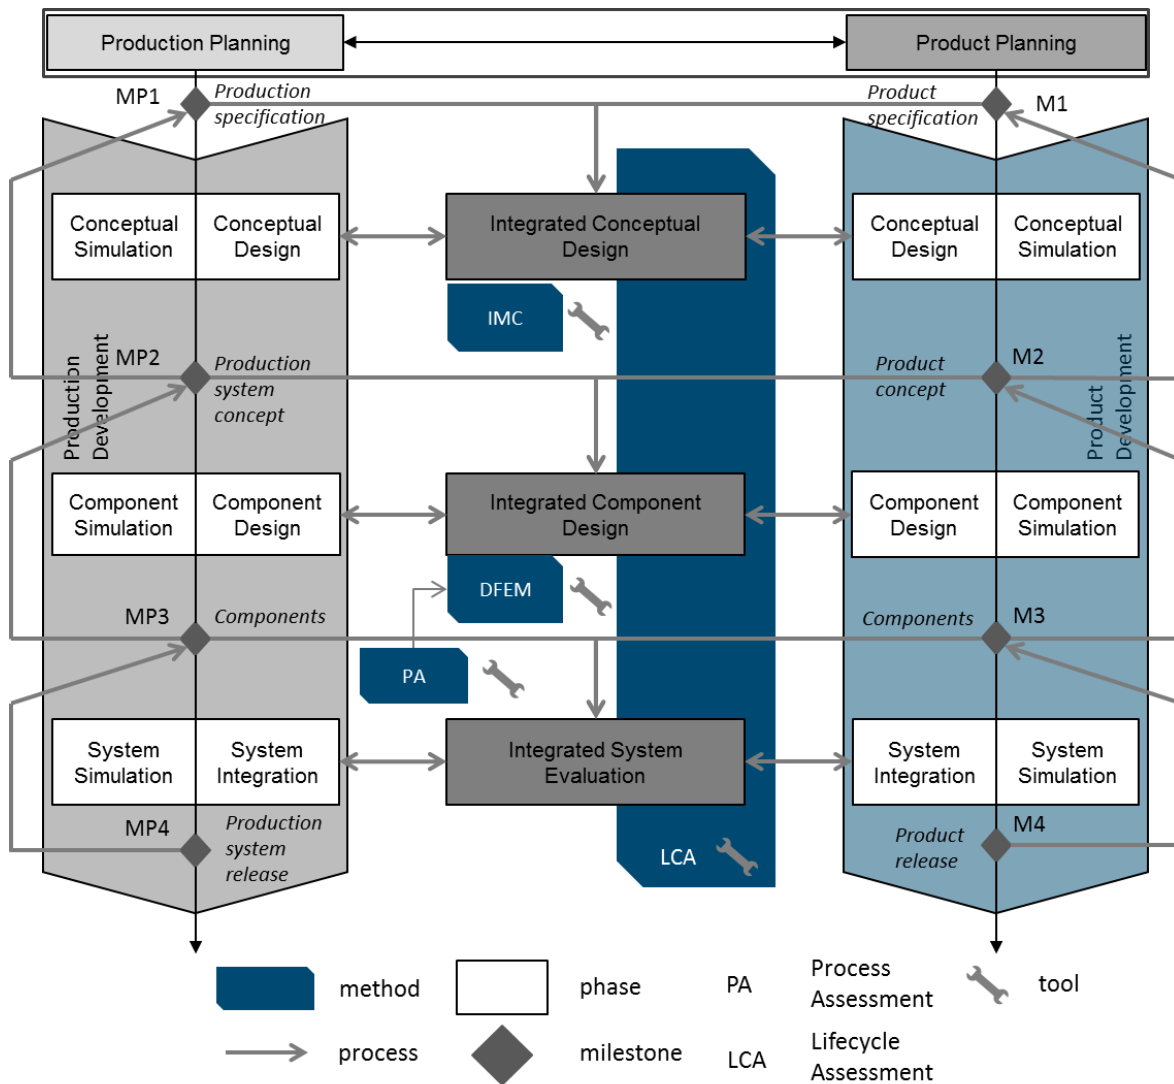 Production Planning
Product Planning
MP1
Production
specification
Product
specification
M1
Conceptual
Simulation
Conceptual
Design
Integrated Conceptual
Design
Conceptual
Design
Conceptual
Simulation
IMC
Production
Development
MP2
Production
system
concept
Product
concept
M2
Product
Development
Component
Simulation
Component
Design
Integrated Component
Design
Component
Design
Component
Simulation
DFEM
MP3
Components
Components
M3
PA
System
Simulation
System
Integration
Integrated System
Evaluation
System
Integration
System
Simulation
MP4
Production
system
release
LCA
Product
release
M4
method
phase
PA
Process
Assessment
tool
process
milestone
LCA
Lifecycle
Assessment